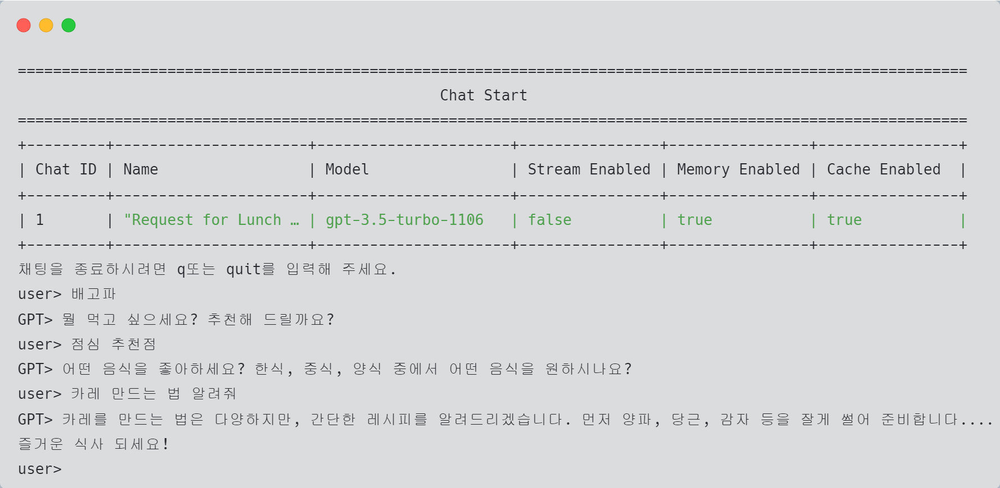 ============================================================================================================
Chat Start
============================================================================================================
+---------+----------------------+----------------------+----------------+----------------+----------------+
| Chat ID | Name                 | Model                | Stream Enabled | Memory Enabled | Cache Enabled  |
+---------+----------------------+----------------------+----------------+----------------+----------------+
| 1       | "Request for Lunch … | gpt-3.5-turbo-1106   | false          | true           | true           |
+---------+----------------------+----------------------+----------------+----------------+----------------+
채팅을 종료하시려면 q또는 quit를 입력해 주세요.
user> 배고파
GPT> 뭘 먹고 싶으세요? 추천해 드릴까요?
user> 점심 추천점
GPT> 어떤 음식을 좋아하세요? 한식, 중식, 양식 중에서 어떤 음식을 원하시나요?
user> 카레 만드는 법 알려줘
GPT> 카레를 만드는 법은 다양하지만, 간단한 레시피를 알려드리겠습니다. 먼저 양파, 당근, 감자 등을 잘게 썰어 준비합니다....
즐거운 식사 되세요!
user>